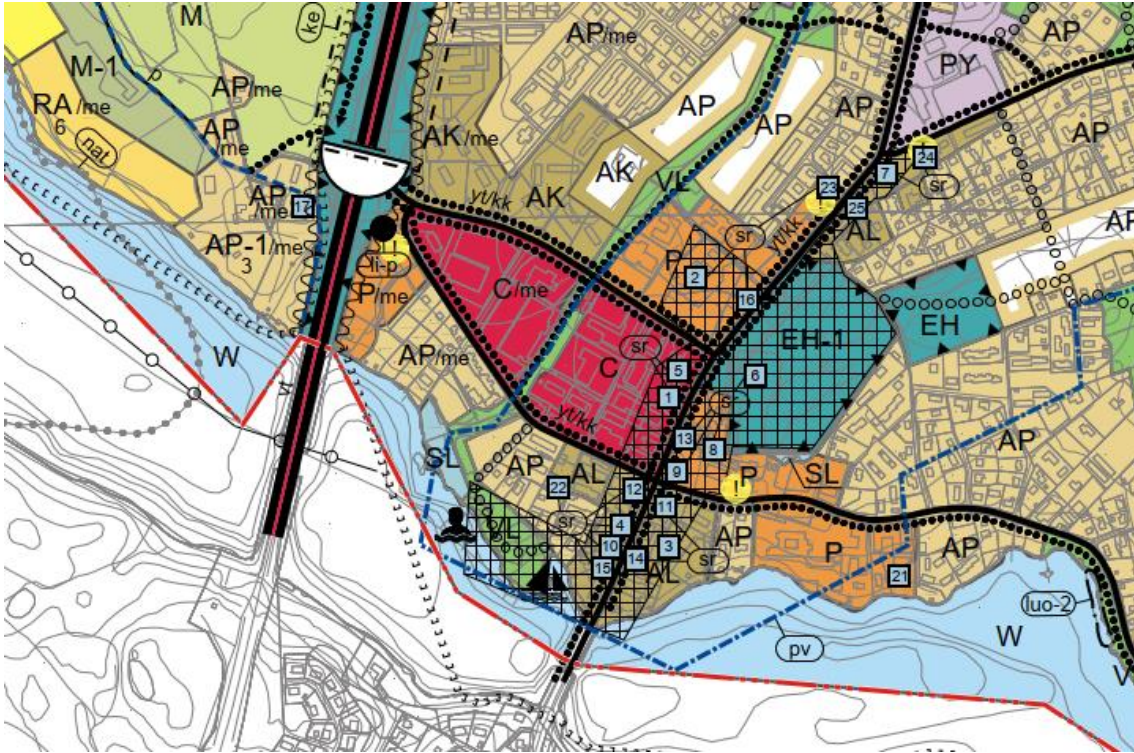 M
ke
AP/me
AP
PY
AP
M-1
AP/me
AP
AP
AP
RA/me
6
AP
/me
AK/me
AK
24
nat
7
23
sr
yt/kk
AK
VL
!
AP/me
17
25
AL
AP-1/me
3
sr
yt/kk
P
li-p
C/me
2
P/me
16
W
EH-1
EH
AP/me
sr
5
C
6
vt
1
sr
yt/kk
13
8
AP
SL
AP
AL
9
P
SL
22
12
!
11
VL
sr
4
AP
10
3
P
AP
15
14
AL
sr
21
luo-2
W
pv
V